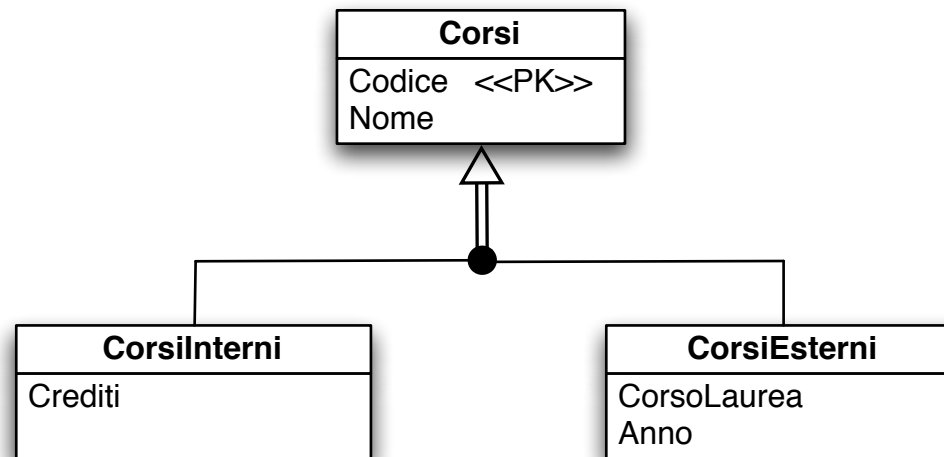 Corsi
Codice <<PK>>
Nome
CorsiInterni
Crediti
CorsiEsterni
CorsoLaurea
Anno